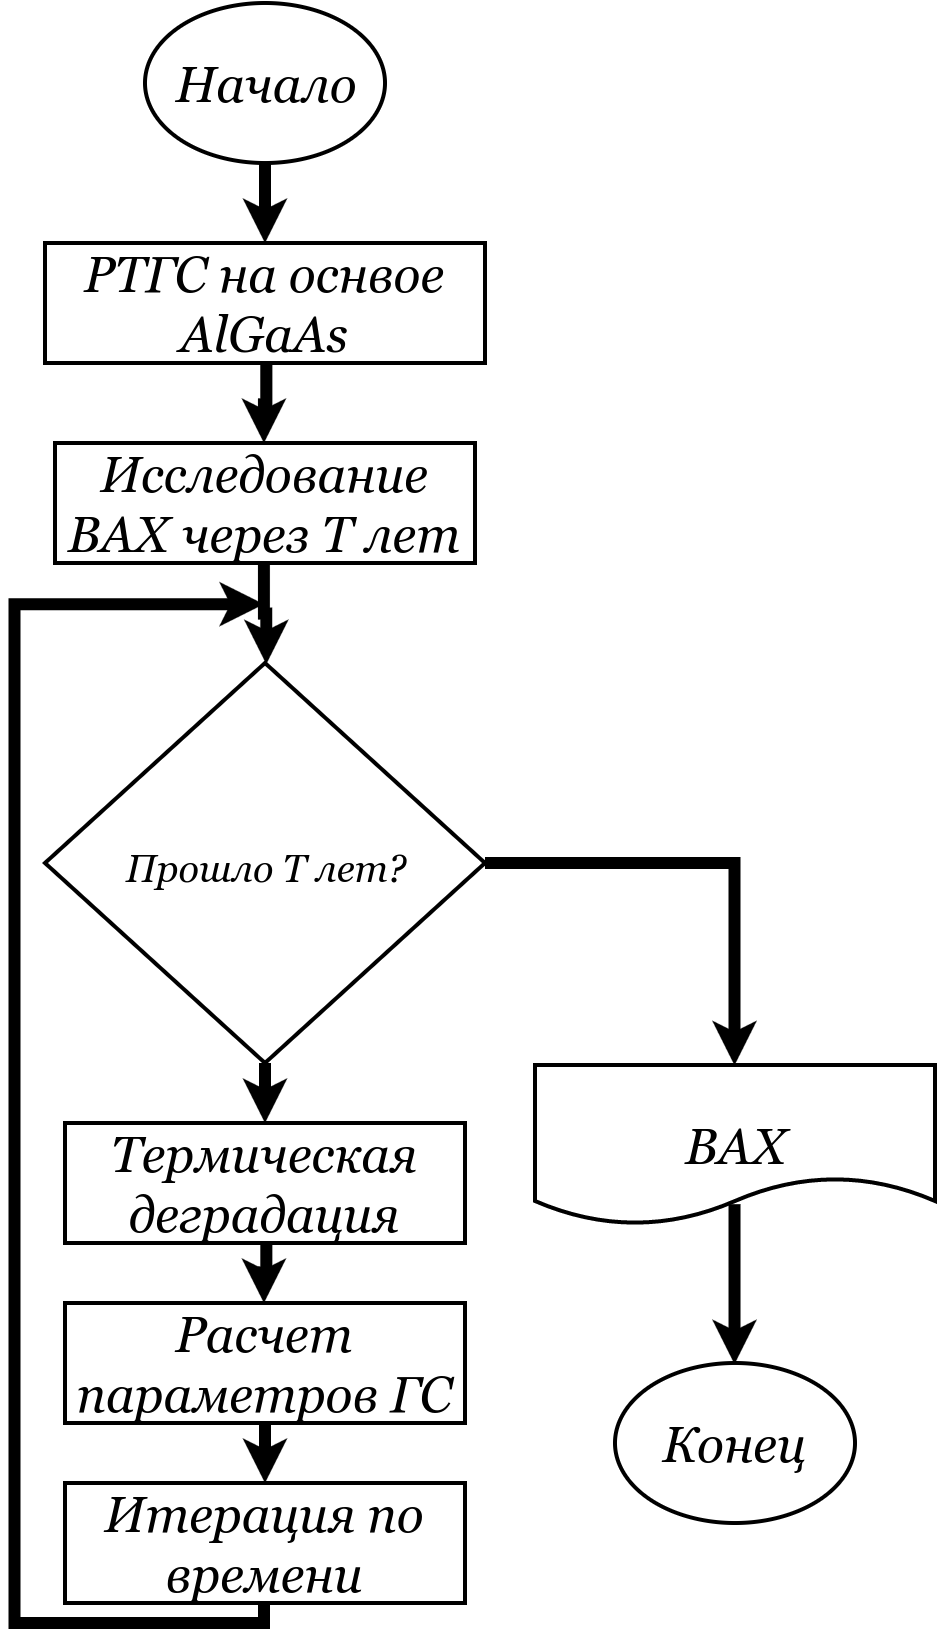 Начало
РТГС на оснвое
AlGaAs
Исследование
ВАХ через T лет
Прошло T лет?
Термическая
деградация
ВАХ
Расчет
параметров ГС
Конец
Итерация по
времени